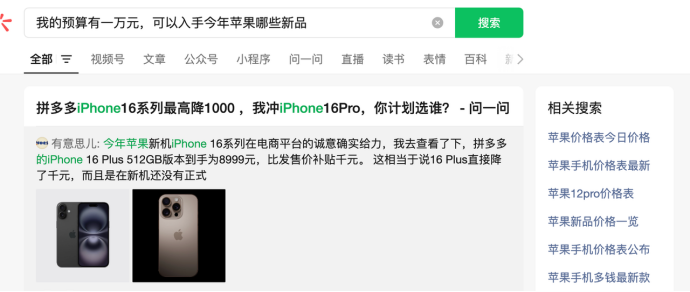 我的预算有一万元，可以入手今年苹果哪些新品
搜索
全部 视频号 文章 公众号 小程序 问一问 直播 读书 表情 百科 新
拼多多iPhone16系列最高降1000 ，我冲iPhone16Pro，你计划选谁？ - 问一问
有意思儿: 今年苹果新机iPhone 16系列在电商平台的诚意确实给力，我去查看了下，拼多多
的iPhone 16 Plus 512GB版本到手为8999元，比发售价补贴千元。 这相当于说16 Plus直接降
了千元，而且是在新机还没有正式
相关搜索
苹果价格表今日价格
苹果手机价格表最新
苹果12pro价格表
苹果新品价格一览
苹果手机价格表公布
苹果手机多钱最新款